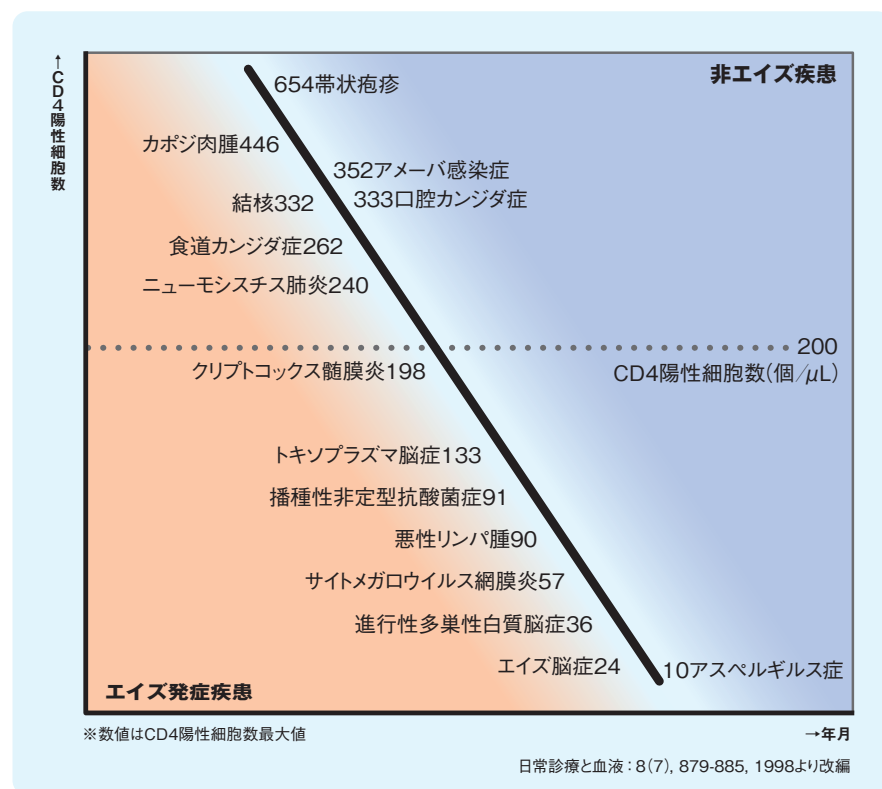 ↑CD4陽性細胞数
非エイズ疾患
654帯状疱疹
カポジ肉腫446
352アメーバ感染症
結核332
333口腔カンジダ症
食道カンジダ症262
ニューモシスチス肺炎240
200
クリプトコックス髄膜炎198
CD4陽性細胞数(個/μL)
トキソプラズマ脳症133
播種性非定型抗酸菌症91
悪性リンパ腫90
サイトメガロウイルス網膜炎57
進行性多巣性白質脳症36
エイズ脳症24
10アスペルギルス症
エイズ発症疾患
※数値はCD4陽性細胞数最大値
→年月
日常診療と血液:8(7), 879-885, 1998より改編